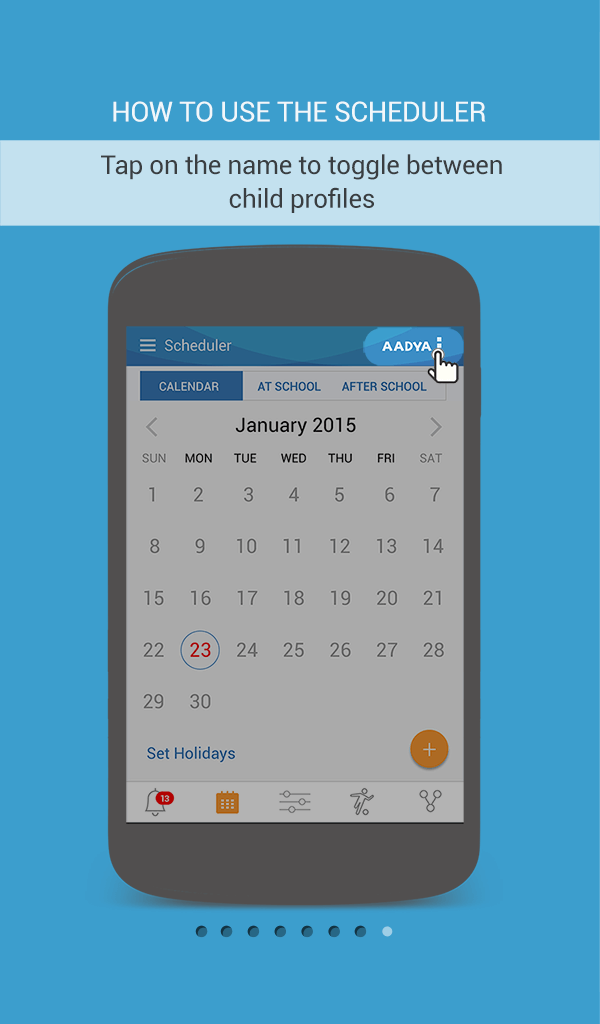 HOW TO USE THE SCHEDULER
Tap on the name to toggle between
child profiles
Scheduler AADYA
CALENDAR AT SCHOOL AFTER SCHOOL
January 2015
SUN MON TUE WED THU FRI SAT
1 2 3 4 5 6 7
8 9 10 11 12 13 14
15 16 17 18 19 20 21
22 23 24 25 26 27 28
29 30
Set Holidays
13